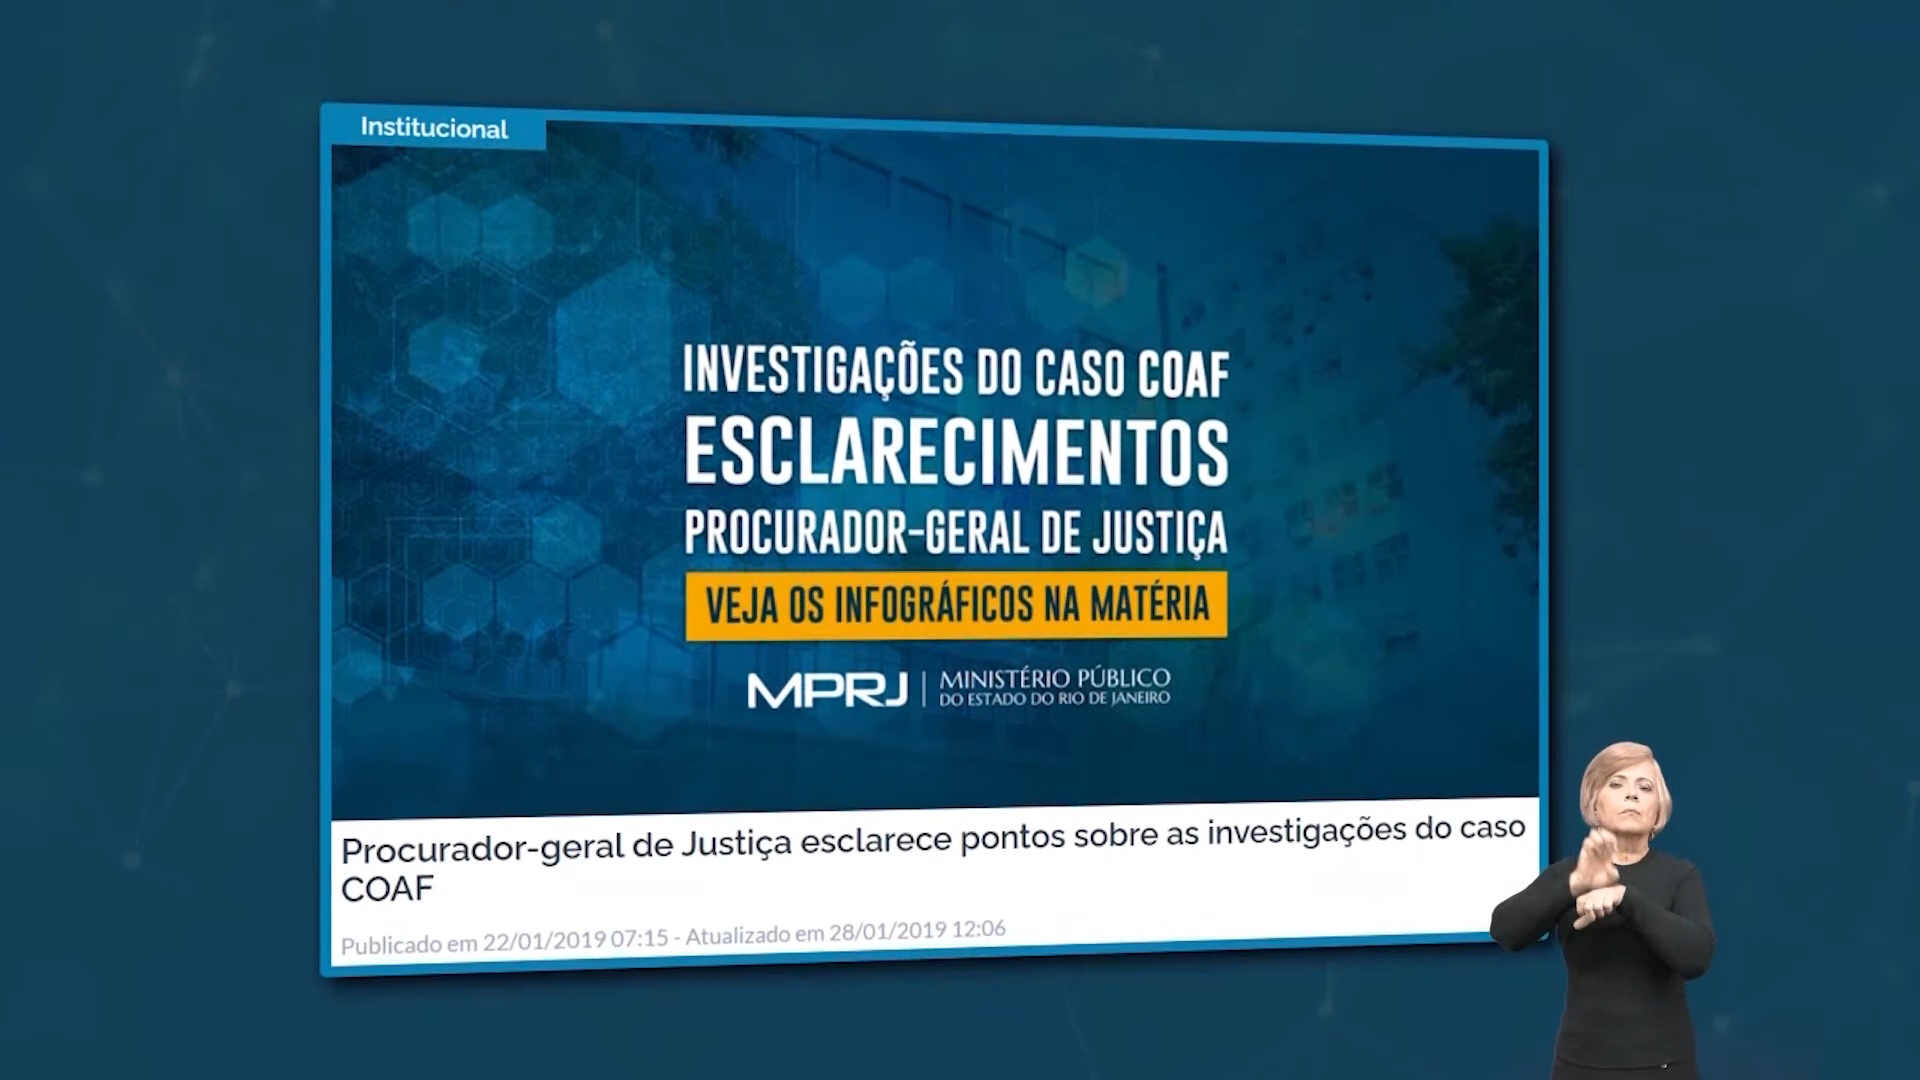 Institucional
INVESTIGAÇÕES DO CASO COAF
ESCLARECIMENTOS
PROCURADOR-GERAL DE JUSTIÇA
VEJA OS INFOGRÁFICOS NA MATÉRIA
MPRJ | MINISTÉRIO PÚBLICO
DO ESTADO DO RIO DE JANEIRO
Procurador-geral de Justiça esclarece pontos sobre as investigações do caso
COAF
Publicado em 22/01/2019 07:15 - Atualizado em 28/01/2019 12:06